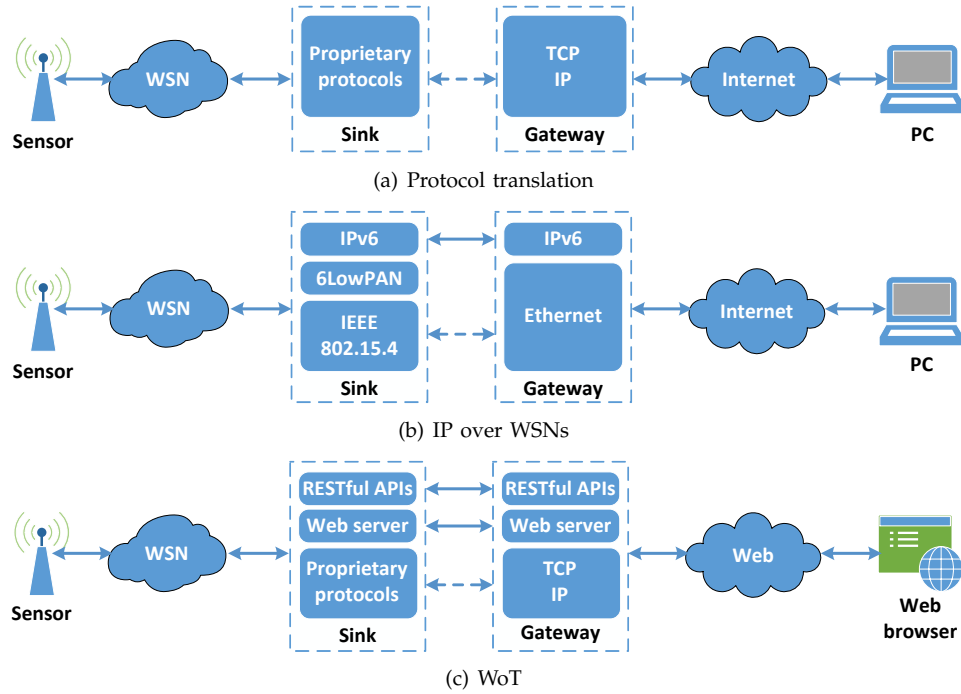 Sensor
WSN
Proprietary
protocols
Sink
TCP
IP
Gateway
Internet
PC
(a) Protocol translation
Sensor
WSN
IPv6
6LowPAN
IEEE
802.15.4
Sink
IPv6
Ethernet
Gateway
Internet
PC
(b) IP over WSNs
Sensor
WSN
RESTful APIs
Web server
Proprietary
protocols
Sink
RESTful APIs
Web server
TCP
IP
Gateway
Web
Web
browser
(c) WoT